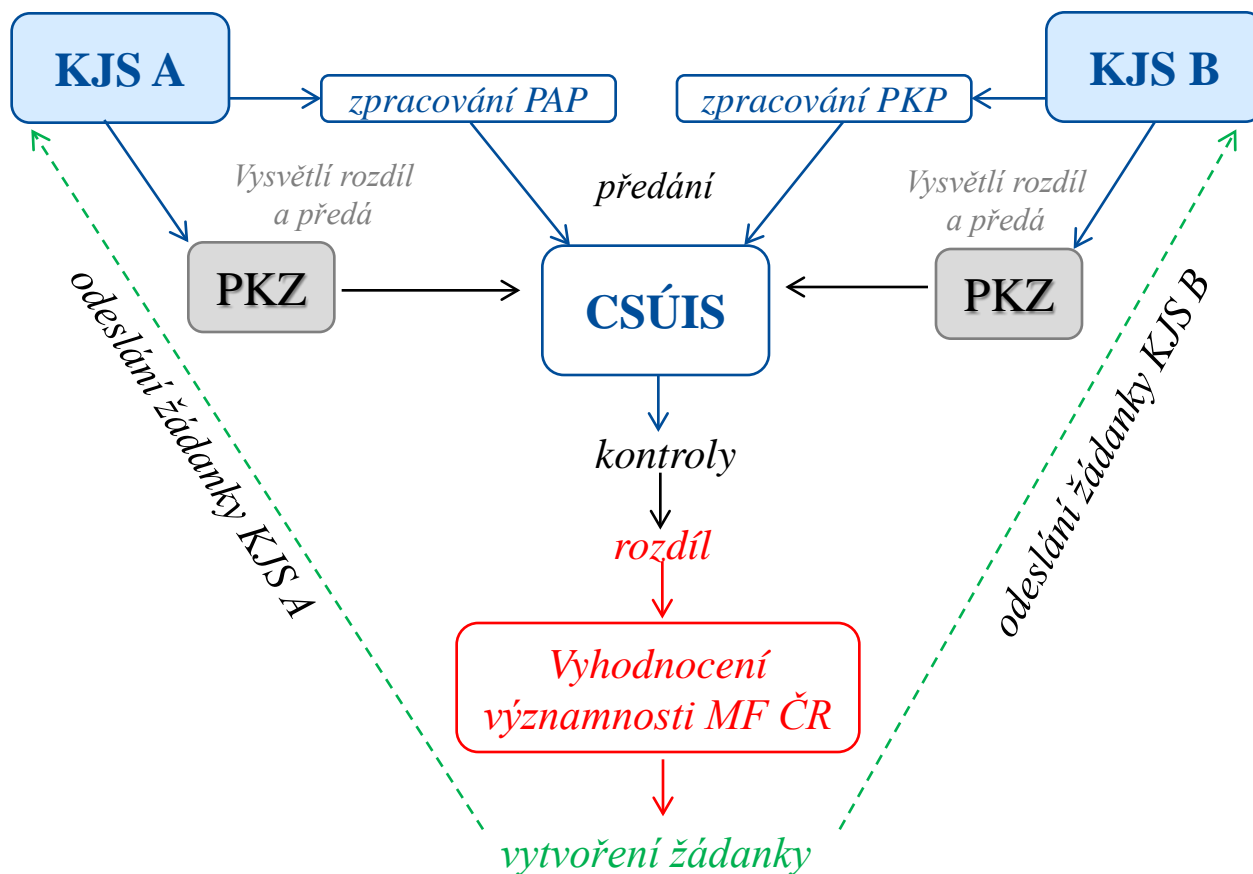 KJS A
KJS B
zpracování PAP
zpracování PKP
Vysvětlí rozdíl
a předá
předání
Vysvětlí rozdíl
a předá
PKZ
CSÚIS
PKZ
odeslání žádanky KJS A
odeslání žádanky KJS B
kontroly
rozdíl
Vyhodnocení
významnosti MF ČR
vytvoření žádanky